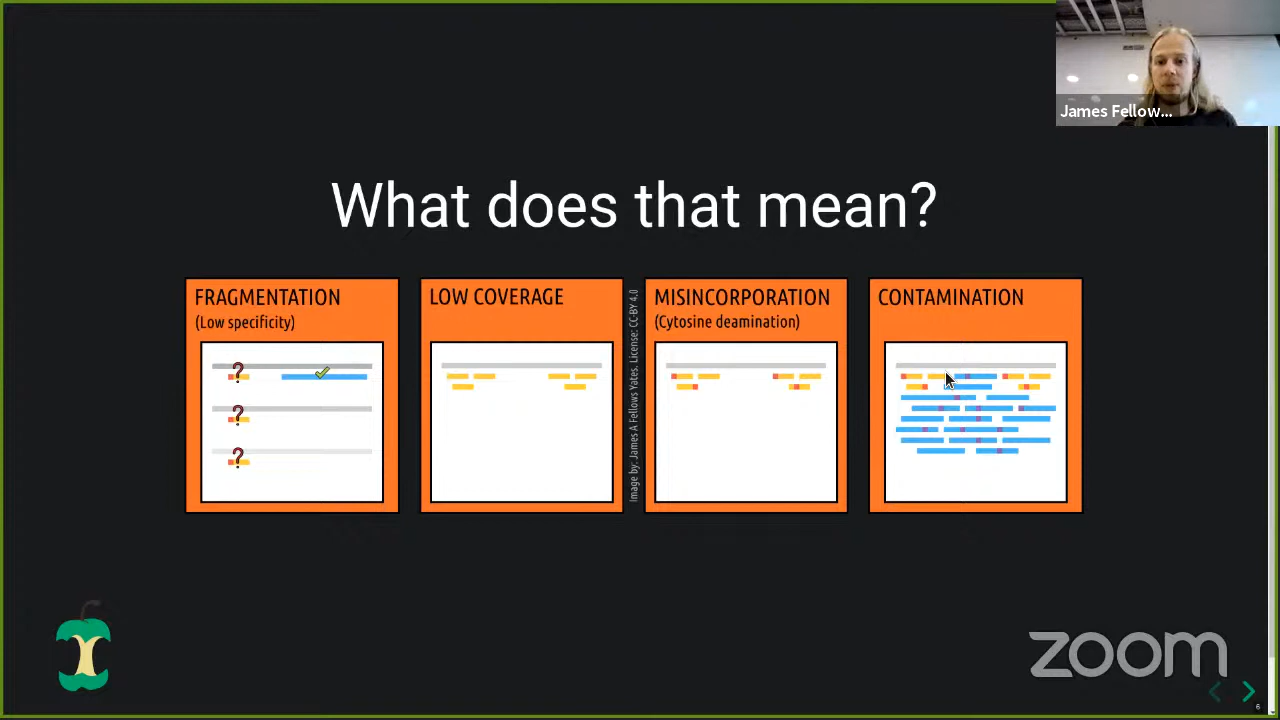 James Fellow...
What does that mean?
FRAGMENTATION
(Low specificity)
LOW COVERAGE
Image by: James A Fellows Yates. License: CC-BY 4.0
MISINCORPORATION
(Cytosine deamination)
CONTAMINATION
?
?
?
zoom
6